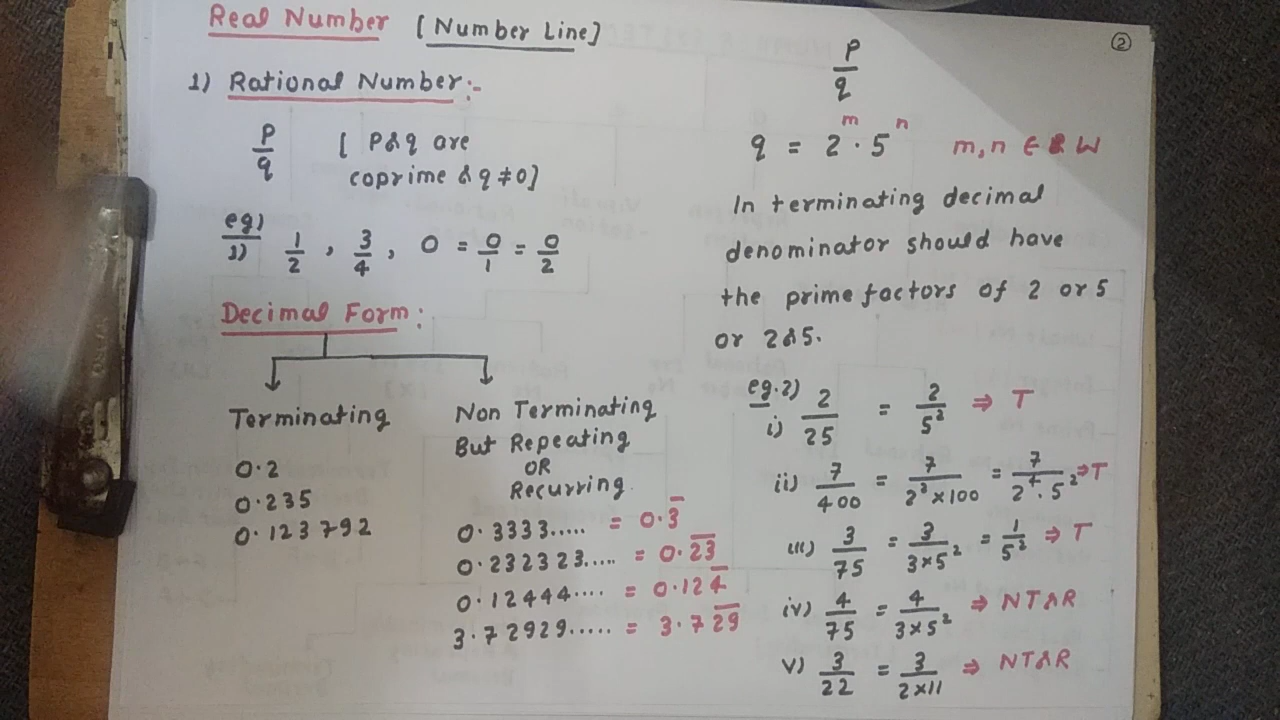 Real Number [Number Line]
②
1) Rational Number:-
P/q [P&q are
coprime & q ≠ 0]
eg)
1) 1/2, 3/4, 0 = 0/1 = 0/2
Decimal Form:
Terminating
0.2
0.235
0.123792
Non Terminating
But Repeating
OR
Recurring.
0.3333..... = 0.3̅
0.232323..... = 0.2̅3̅
0.12444.... = 0.124̅
3.72929..... = 3.72̅9̅
P/q
q = 2^m · 5^n m, n ∈ W
In terminating decimal
denominator should have
the prime factors of 2 or 5
or 2&5.
eg.2)
i) 2/25 = 2/5² ⇒ T
ii) 7/400 = 7/(2² × 100) = 7/(2⁴ · 5²) ⇒ T
iii) 3/75 = 3/(3×5²) = 1/5² ⇒ T
iv) 4/75 = 4/(3×5²) ⇒ NT&R
v) 3/22 = 3/(2×11) ⇒ NT&R